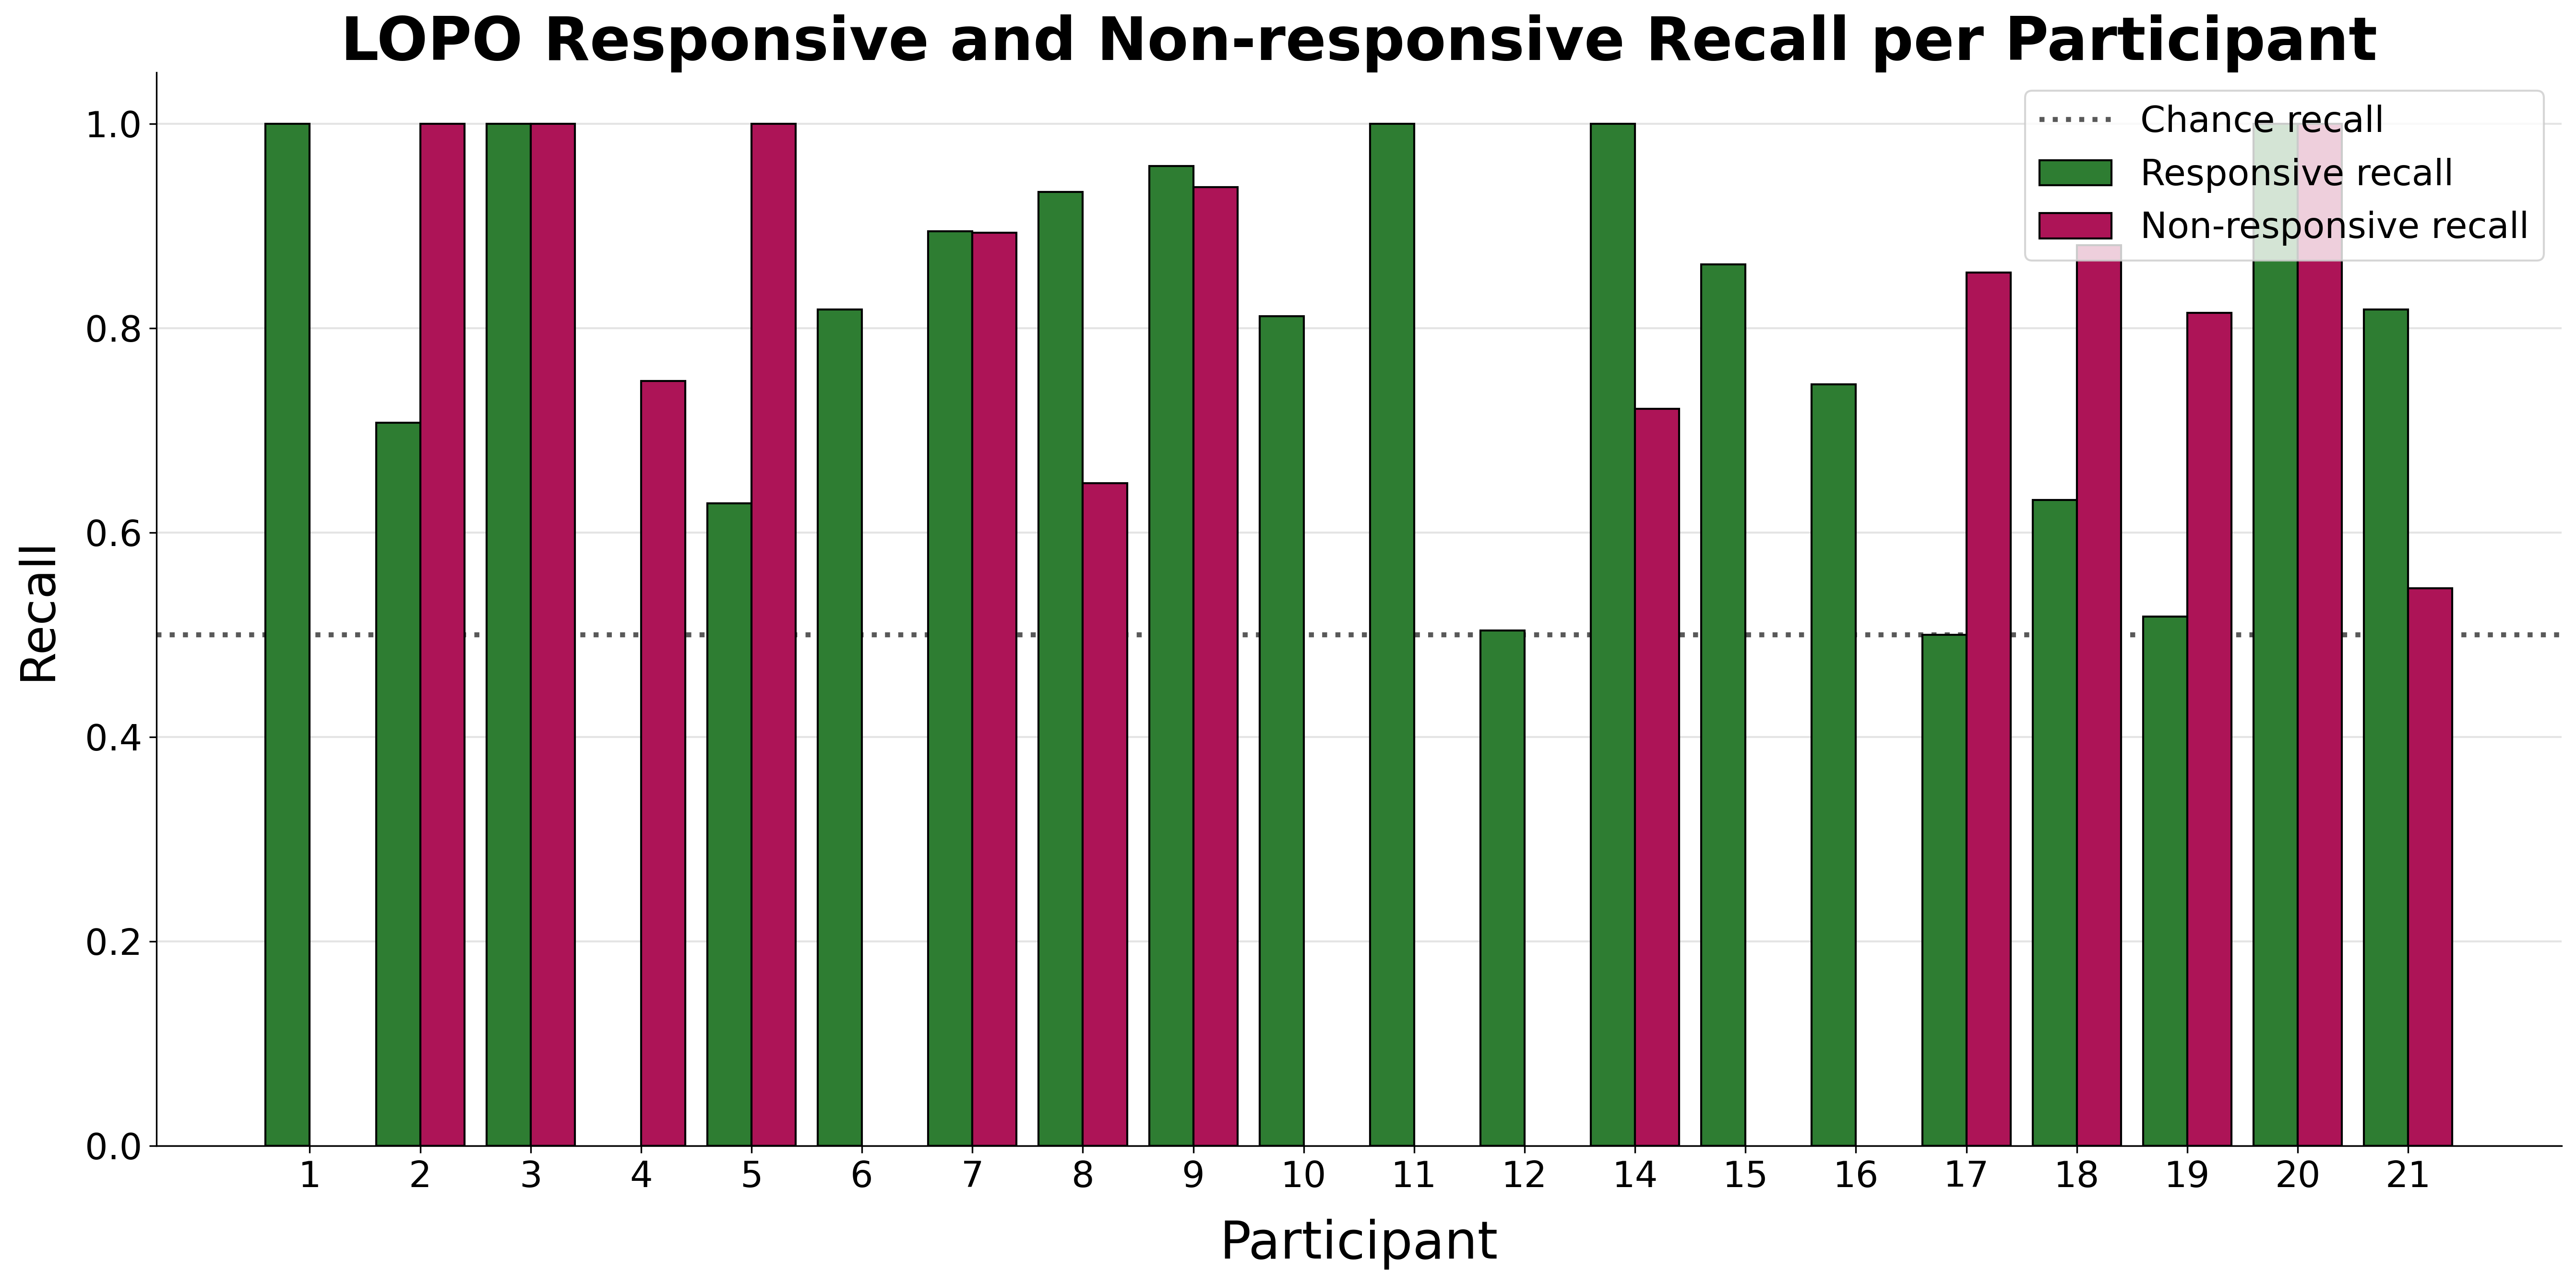 LOPO Responsive and Non-responsive Recall per Participant
Chance recall
Responsive recall
Non-responsive recall
1.0
0.8
0.6
0.4
0.2
0.0
Recall
1 2 3 4 5 6 7 8 9 10 11 12 14 15 16 17 18 19 20 21
Participant